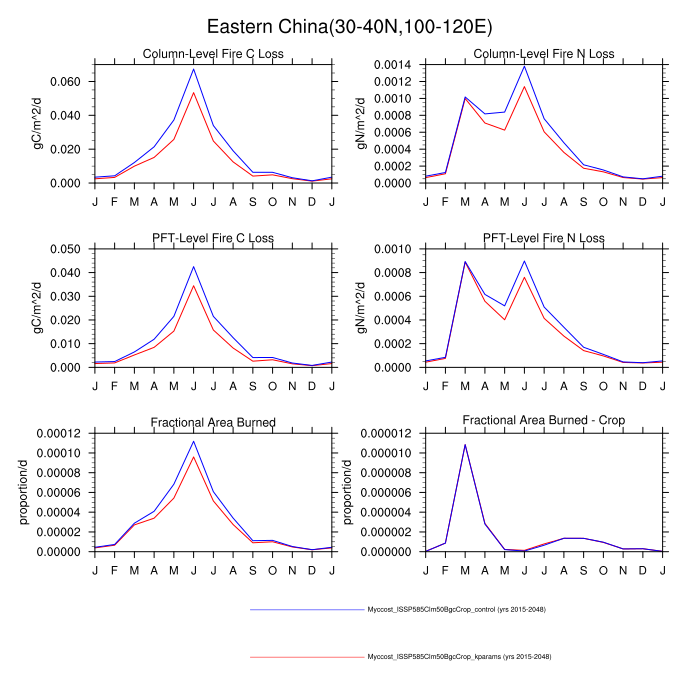 Eastern China(30-40N,100-120E)
Column-Level Fire C Loss
gC/m^2/d
0.060
0.040
0.020
0.000
J F M A M J J A S O N D J
Column-Level Fire N Loss
gN/m^2/d
0.0014
0.0012
0.0010
0.0008
0.0006
0.0004
0.0002
0.0000
J F M A M J J A S O N D J
PFT-Level Fire C Loss
gC/m^2/d
0.050
0.040
0.030
0.020
0.010
0.000
J F M A M J J A S O N D J
PFT-Level Fire N Loss
gN/m^2/d
0.0010
0.0008
0.0006
0.0004
0.0002
0.0000
J F M A M J J A S O N D J
Fractional Area Burned
proportion/d
0.00012
0.00010
0.00008
0.00006
0.00004
0.00002
0.00000
J F M A M J J A S O N D J
Fractional Area Burned - Crop
proportion/d
0.000012
0.000010
0.000008
0.000006
0.000004
0.000002
0.000000
J F M A M J J A S O N D J
Myccost_ISSP585Clm50BgcCrop_control (yrs 2015-2048)
Myccost_ISSP585Clm50BgcCrop_kparams (yrs 2015-2048)